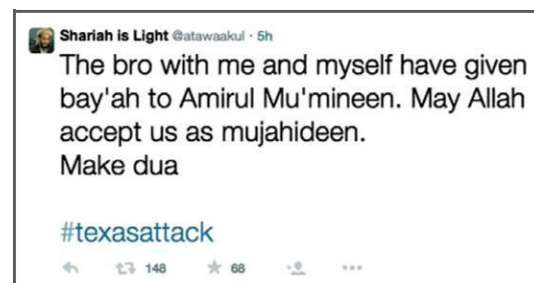 Shariah is Light @atawaakul · 5h
The bro with me and myself have given
bay'ah to Amirul Mu'mineen. May Allah
accept us as mujahideen.
Make dua
#texasattack
148 68